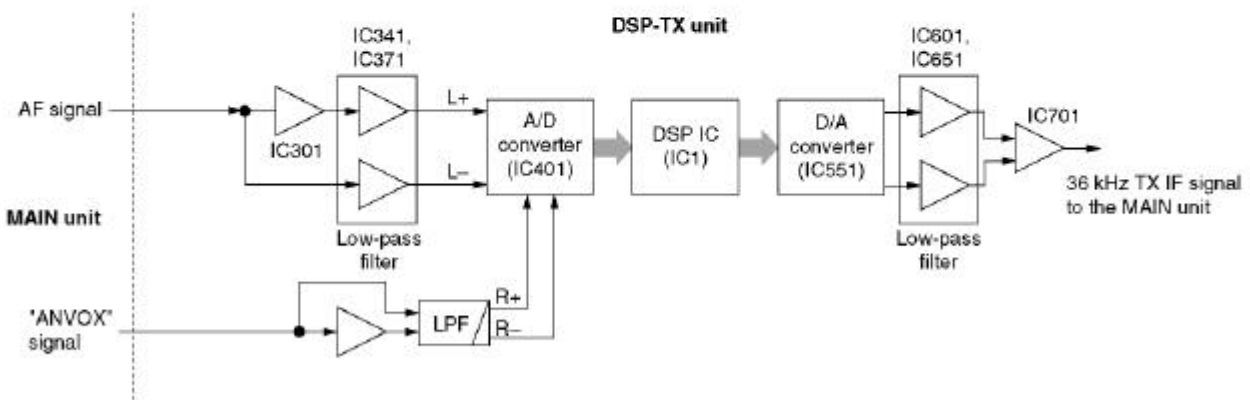 DSP-TX unit
IC341,
IC371
IC601,
IC651
AF signal
IC301
L+
L–
A/D
converter
(IC401)
DSP IC
(IC1)
D/A
converter
(IC551)
IC701
36 kHz TX IF signal
to the MAIN unit
MAIN unit
Low-pass
filter
Low-pass
filter
"ANVOX"
signal
LPF
R+
R–